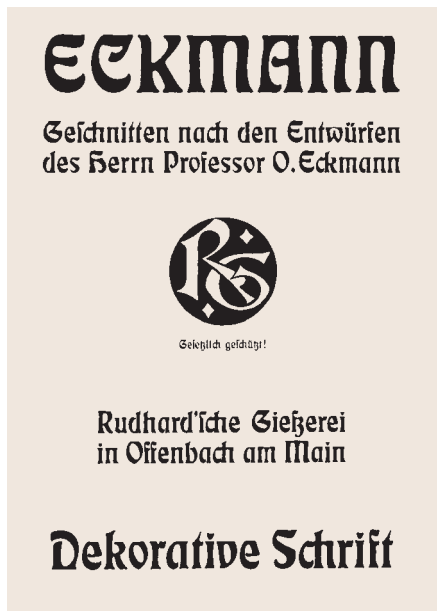 ECKMANN
Geſchnitten nach den Entwürfen
des Herrn Profeſſor O. Eckmann
RG
Geſetzlich geſchützt!
Rudhard'ſche Gießerei
in Offenbach am Main
Dekorative Schrift